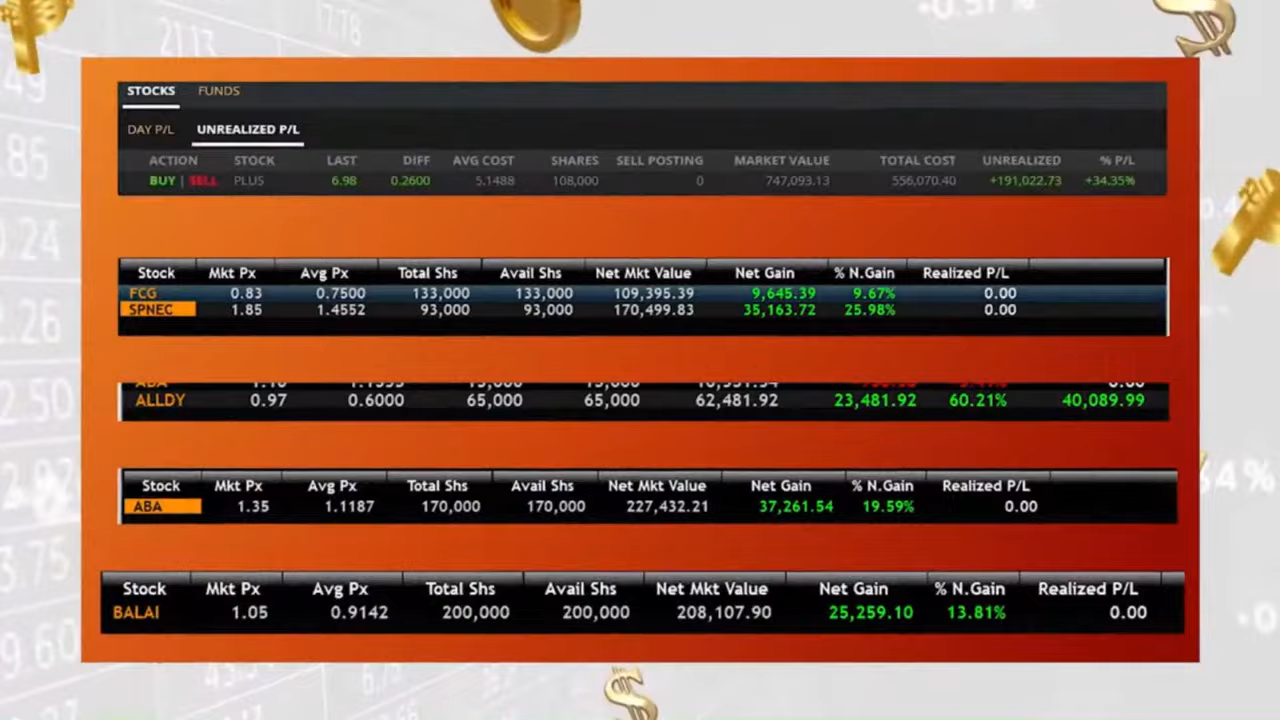 17.78
2113
STOCKS FUNDS
DAY P/L UNREALIZED P/L
ACTION STOCK LAST DIFF AVG COST SHARES SELL POSTING MARKET VALUE TOTAL COST UNREALIZED % P/L
BUY | SELL PLUS 6.98 0.2600 5.1488 108,000 0 747,093.13 556,070.40 +191,022.73 +34.35%
Stock Mkt Px Avg Px Total Shs Avail Shs Net Mkt Value Net Gain % N.Gain Realized P/L
FCG 0.83 0.7500 133,000 133,000 109,395.39 9,645.39 9.67% 0.00
SPNEC 1.85 1.4552 93,000 93,000 170,499.83 35,163.72 25.98% 0.00
ALLDY 0.97 0.6000 65,000 65,000 62,481.92 23,481.92 60.21% 40,089.99
Stock Mkt Px Avg Px Total Shs Avail Shs Net Mkt Value Net Gain % N.Gain Realized P/L
ABA 1.35 1.1187 170,000 170,000 227,432.21 37,261.54 19.59% 0.00
Stock Mkt Px Avg Px Total Shs Avail Shs Net Mkt Value Net Gain % N.Gain Realized P/L
BALAI 1.05 0.9142 200,000 200,000 208,107.90 25,259.10 13.81% 0.00